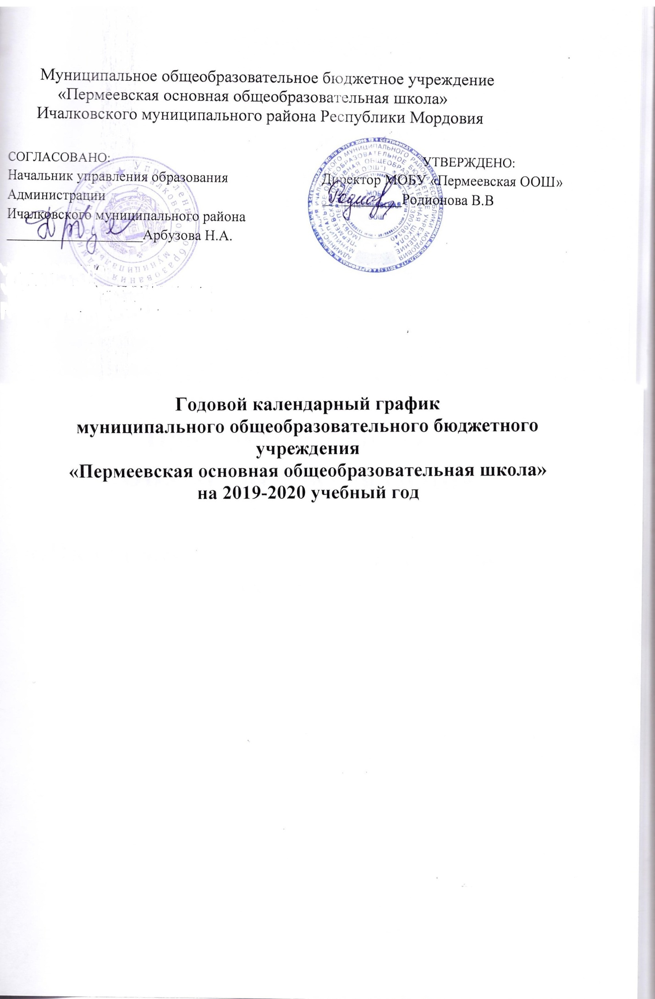 Муниципальное общеобразовательное бюджетное учреждение
«Пермеевская основная общеобразовательная школа»
Ичалковского муниципального района Республики Мордовия
СОГЛАСОВАНО:
Начальник управления образования
Администрации
Ичалковского муниципального района
Арбузова Н.А.
УТВЕРЖДЕНО:
Директор МОБУ «Пермеевская ООШ»
Родионова В.В
Годовой календарный график
муниципального общеобразовательного бюджетного
учреждения
«Пермеевская основная общеобразовательная школа»
на 2019-2020 учебный год